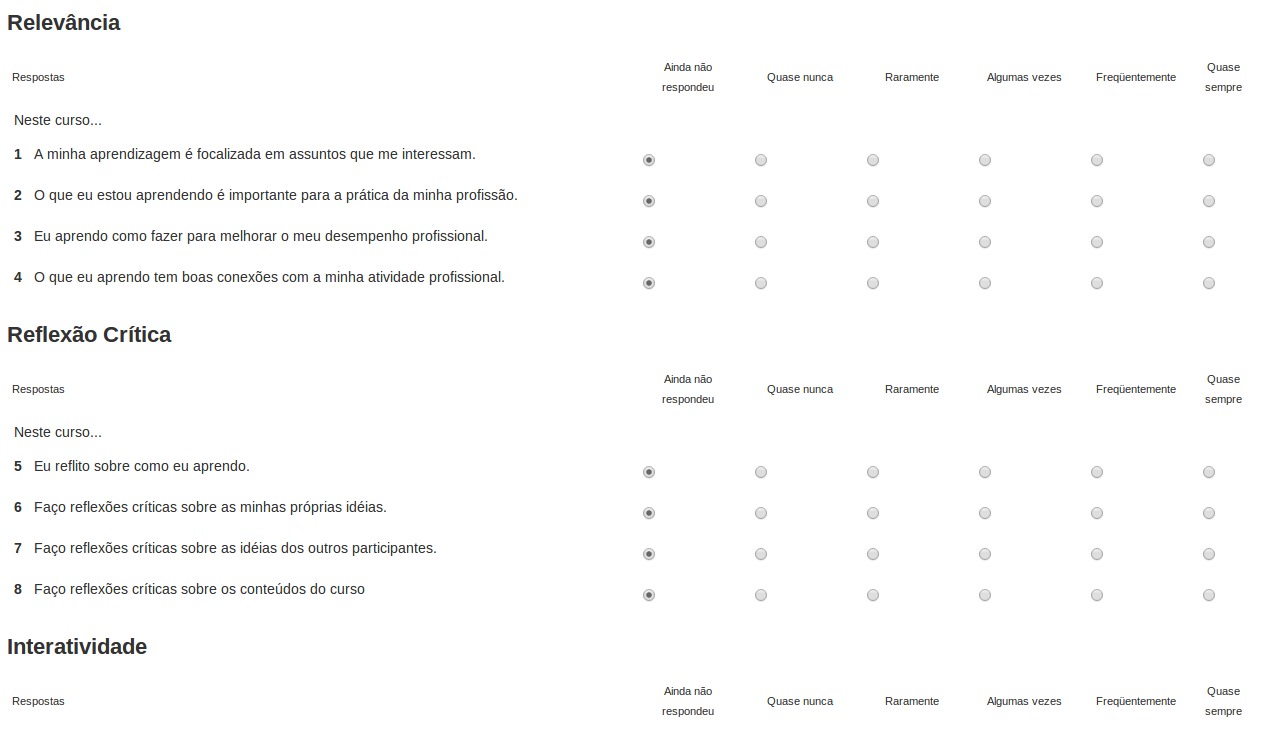 Relevância
Respostas Ainda não respondeu Quase nunca Raramente Algumas vezes Freqüentemente Quase sempre
Neste curso...
1 A minha aprendizagem é focalizada em assuntos que me interessam.
2 O que eu estou aprendendo é importante para a prática da minha profissão.
3 Eu aprendo como fazer para melhorar o meu desempenho profissional.
4 O que eu aprendo tem boas conexões com a minha atividade profissional.
Reflexão Crítica
Respostas Ainda não respondeu Quase nunca Raramente Algumas vezes Freqüentemente Quase sempre
Neste curso...
5 Eu reflito sobre como eu aprendo.
6 Faço reflexões críticas sobre as minhas próprias idéias.
7 Faço reflexões críticas sobre as idéias dos outros participantes.
8 Faço reflexões críticas sobre os conteúdos do curso
Interatividade
Respostas Ainda não respondeu Quase nunca Raramente Algumas vezes Freqüentemente Quase sempre